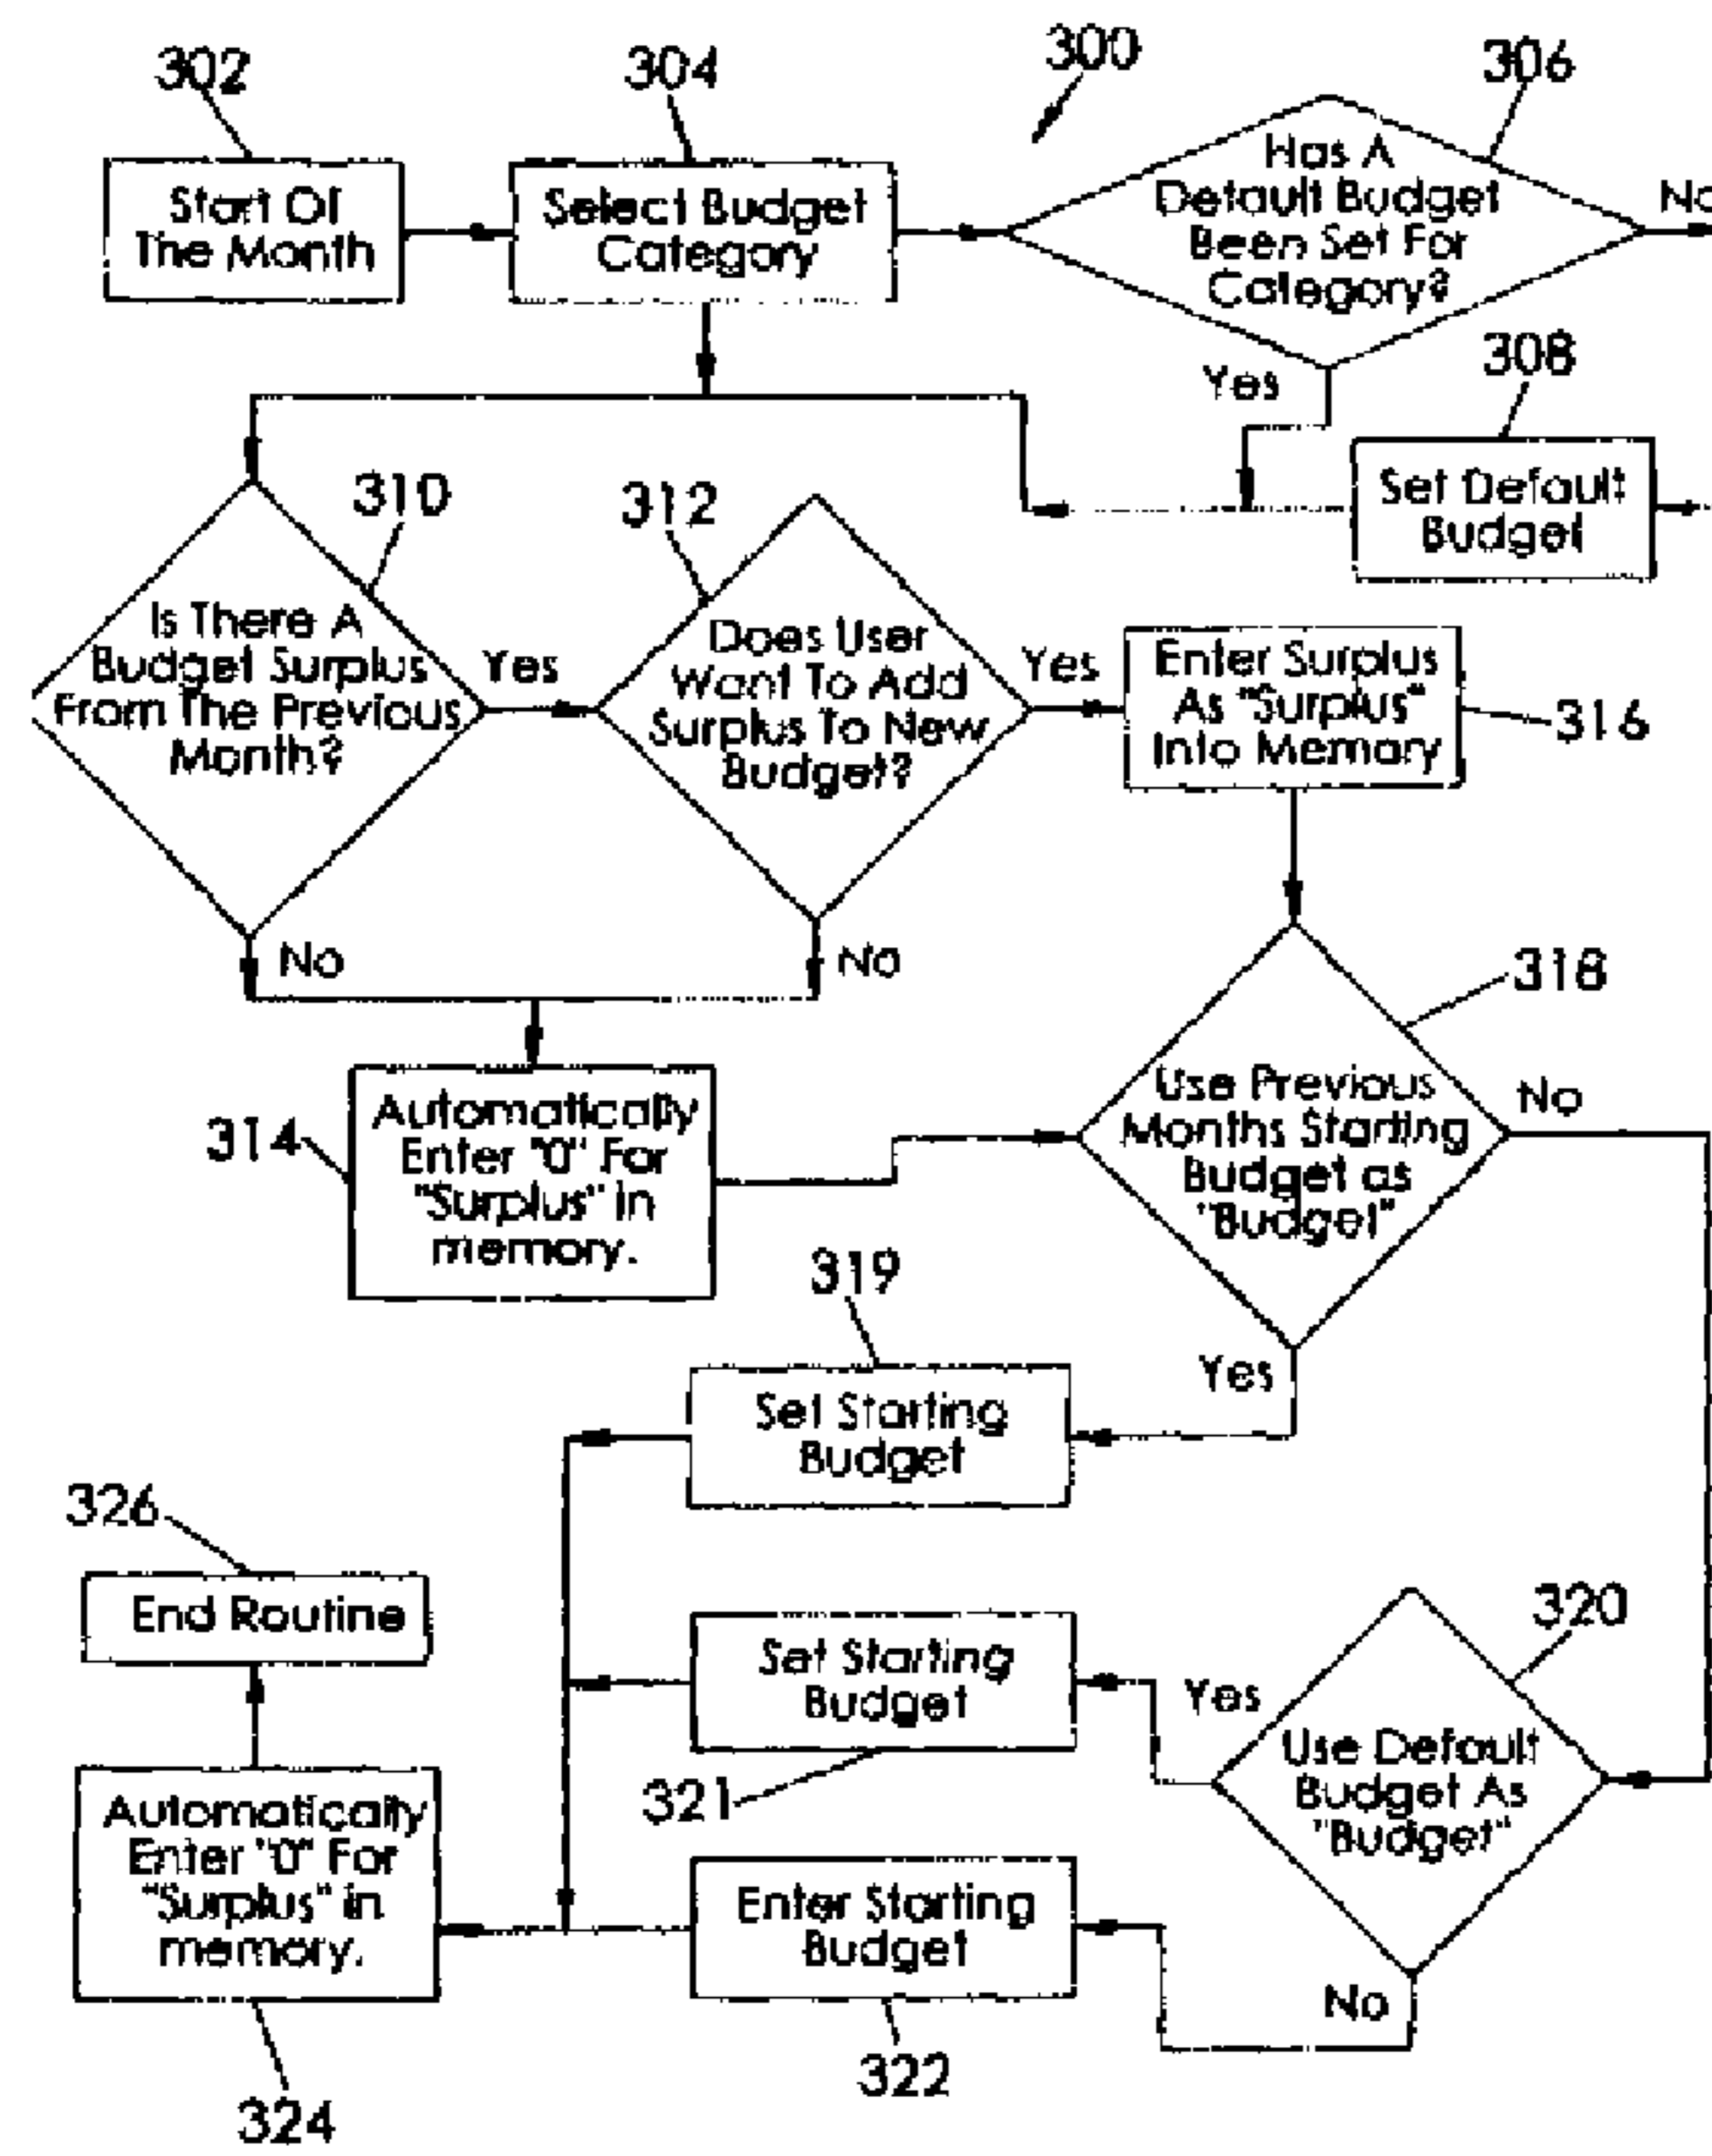 302
304
300
306
Start Of
The Month
Select Budget
Category
Has A
Default Budget
Been Set For
Category?
No
Yes
308
Set Default
Budget
310
312
Is There A
Budget Surplus
From The Previous
Month?
Yes
Does User
Want To Add
Surplus To New
Budget?
Yes
Enter Surplus
As "Surplus"
Into Memory
316
No
No
318
314
Automatically
Enter "0" For
"Surplus" in
memory.
Use Previous
Months Starting
Budget as
"Budget"
No
319
Yes
Set Starting
Budget
326
End Routine
320
Set Starting
Budget
Yes
321
Use Default
Budget As
"Budget"
Automatically
Enter "0" For
"Surplus" in
memory.
Enter Starting
Budget
No
322
324